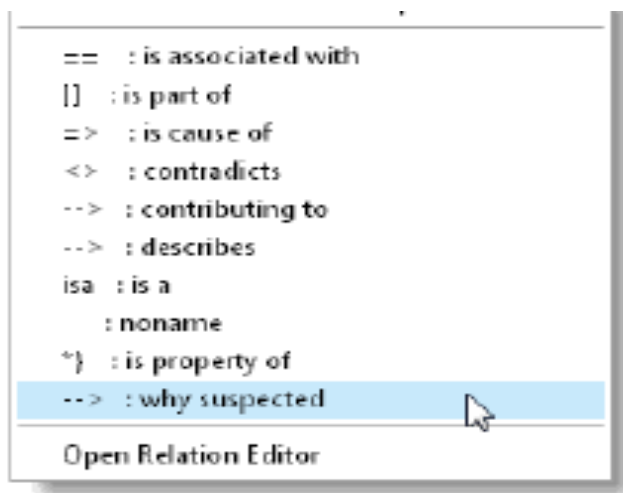 == : is associated with
[] : is part of
=> : is cause of
<> : contradicts
--> : contributing to
--> : describes
isa : is a
: noname
*} : is property of
--> : why suspected
Open Relation Editor